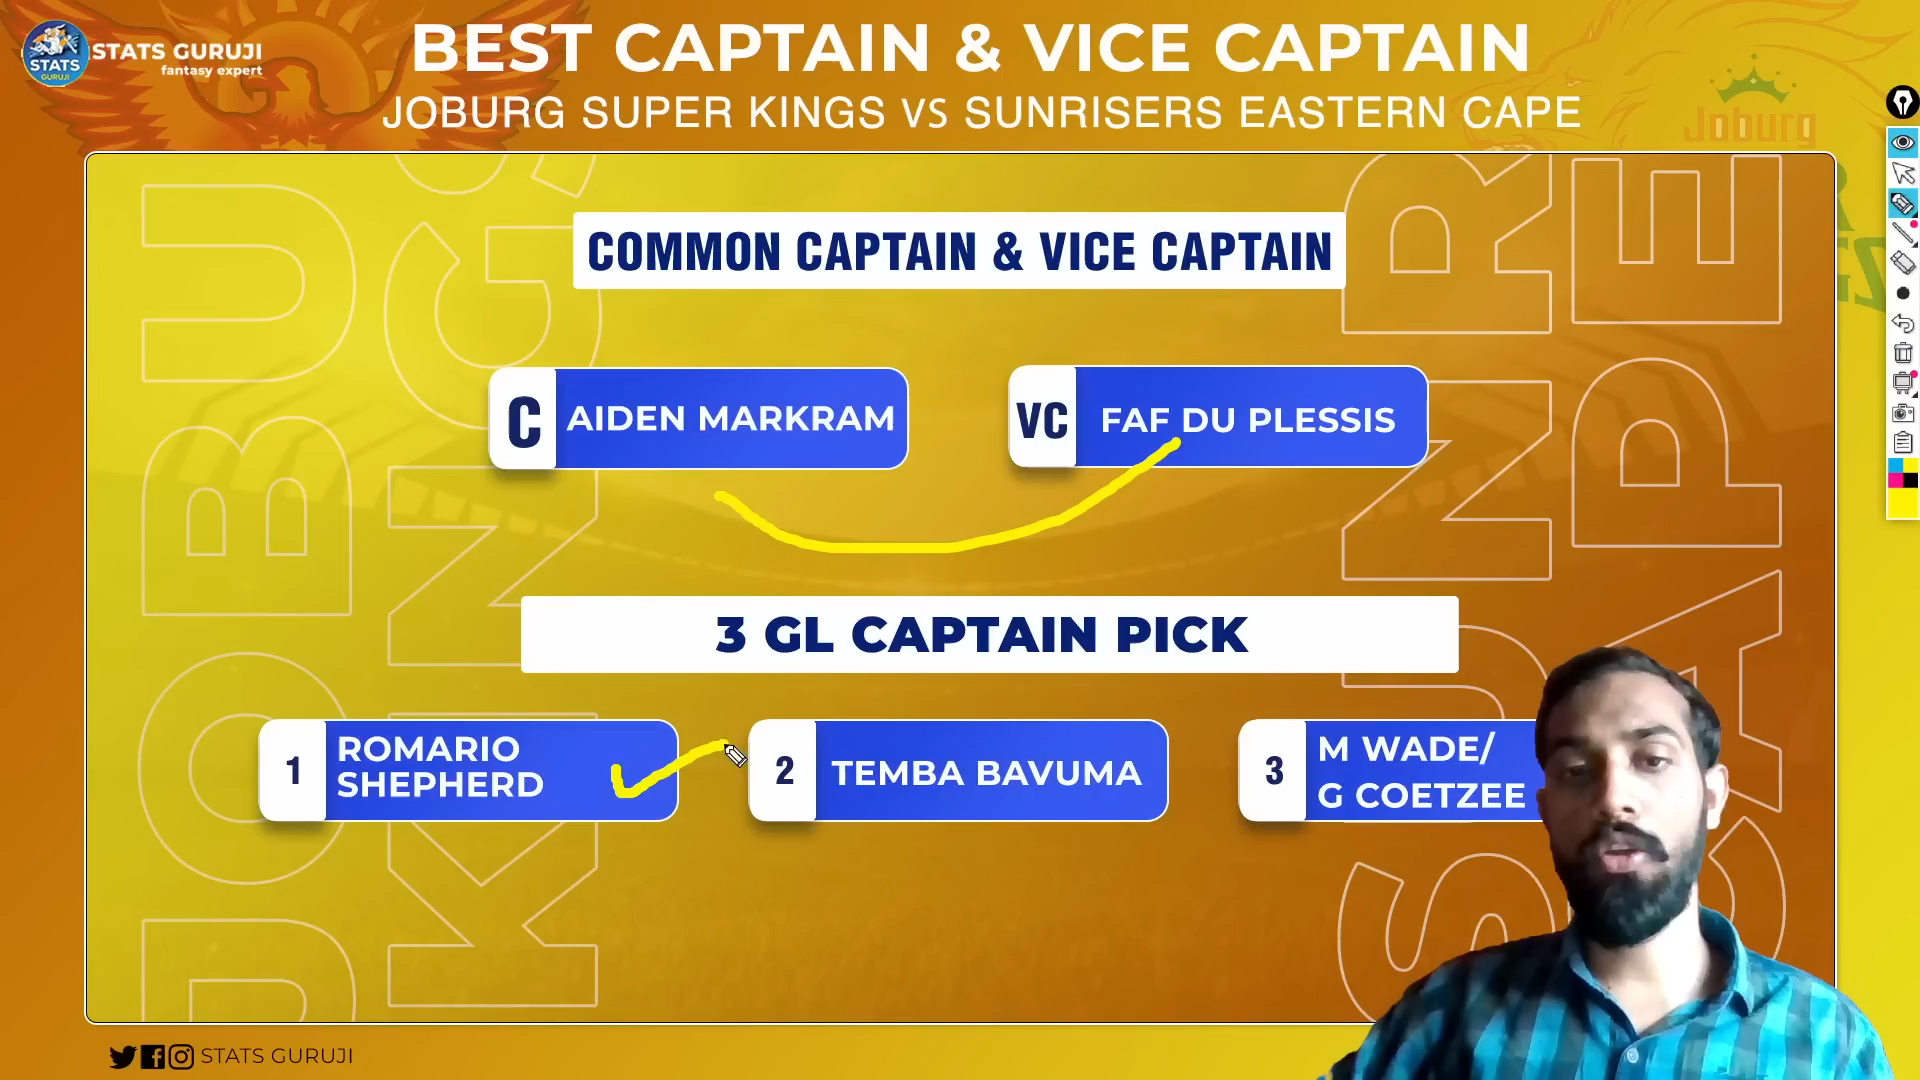 STATS GURUJI
fantasy expert
STATS
GURUJI
BEST CAPTAIN & VICE CAPTAIN
JOBURG SUPER KINGS VS SUNRISERS EASTERN CAPE
Joburg
COMMON CAPTAIN & VICE CAPTAIN
C AIDEN MARKRAM
VC FAF DU PLESSIS
3 GL CAPTAIN PICK
1 ROMARIO
SHEPHERD
2 TEMBA BAVUMA
3 M WADE/
G COETZEE
STATS GURUJI